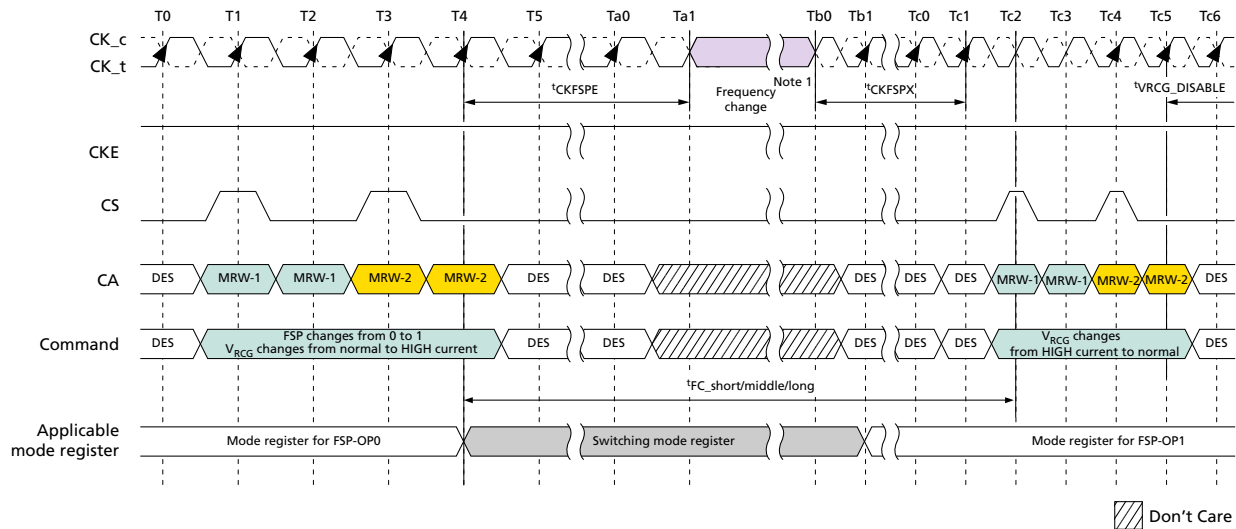 T0 T1 T2 T3 T4 T5 Ta0 Ta1 Tb0 Tb1 Tc0 Tc1 Tc2 Tc3 Tc4 Tc5 Tc6
CK_c
CK_t
Note 1
tCKFSPE
Frequency
change
tCKFSPX
tVRCG_DISABLE
CKE
CS
CA
DES MRW-1 MRW-1 MRW-2 MRW-2 DES DES DES DES DES MRW-1 MRW-1 MRW-2 MRW-2 DES
Command
DES
FSP changes from 0 to 1
VRCG changes from normal to HIGH current
DES DES DES DES DES
VRCG changes
from HIGH current to normal
DES
tFC_short/middle/long
Applicable
mode register
Mode register for FSP-OP0
Switching mode register
Mode register for FSP-OP1
Don't Care